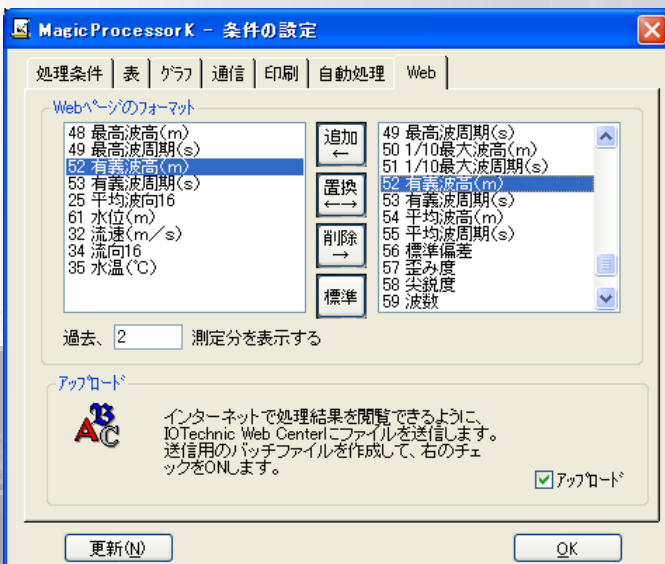 MagicProcessorK － 条件の設定
処理条件 表 ｸﾞﾗﾌ 通信 印刷 自動処理 Web
Webﾍﾟｰｼﾞのﾌｫｰﾏｯﾄ
48 最高波高(m)
49 最高波周期(s)
52 有義波高(m)
53 有義波周期(s)
25 平均波向16
61 水位(m)
32 流速(m／s)
34 流向16
35 水温(℃)
追加
←
置換
←→
削除
→
標準
49 最高波周期(s)
50 1/10最大波高(m)
51 1/10最大波周期(s)
52 有義波高(m)
53 有義波周期(s)
54 平均波高(m)
55 平均波周期(s)
56 標準偏差
57 歪み度
58 尖鋭度
59 波数
過去、 2 測定分を表示する
ｱｯﾌﾟﾛｰﾄﾞ
ABC
インターネットで処理結果を閲覧できるように、
IOTechnic Web Centerにファイルを送信します。
送信用のバッチファイルを作成して、右のチェ
ックをONします。
ｱｯﾌﾟﾛｰﾄﾞ
更新(N) OK